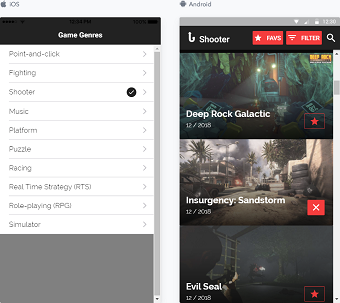 iOS
Game Genres
Point-and-click
Fighting
Shooter
Music
Platform
Puzzle
Racing
Real Time Strategy (RTS)
Role-playing (RPG)
Simulator
Android
12:30
Shooter
FAVS
FILTER
DEEP ROCK
Deep Rock Galactic
12 / 2018
Insurgency: Sandstorm
12 / 2018
Evil Seal
12 / 2018